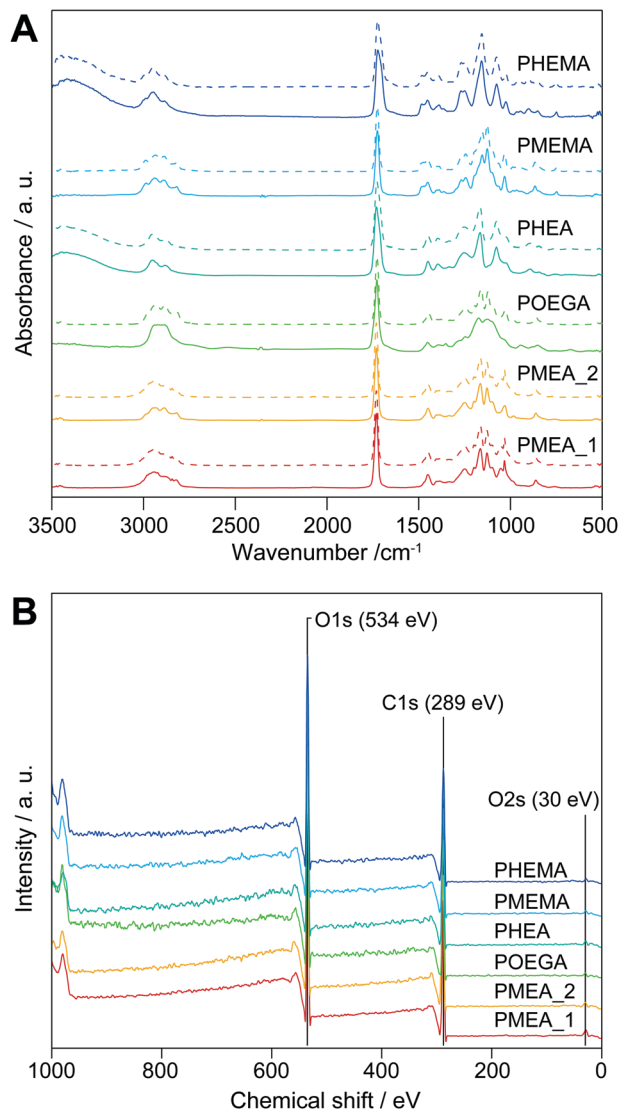 A
PHEMA
PMEMA
PHEA
POEGA
PMEA_2
PMEA_1
Absorbance / a. u.
3500 3000 2500 2000 1500 1000 500
Wavenumber /cm⁻¹
B
O1s (534 eV)
C1s (289 eV)
O2s (30 eV)
PHEMA
PMEMA
PHEA
POEGA
PMEA_2
PMEA_1
Intensity / a. u.
1000 800 600 400 200 0
Chemical shift / eV